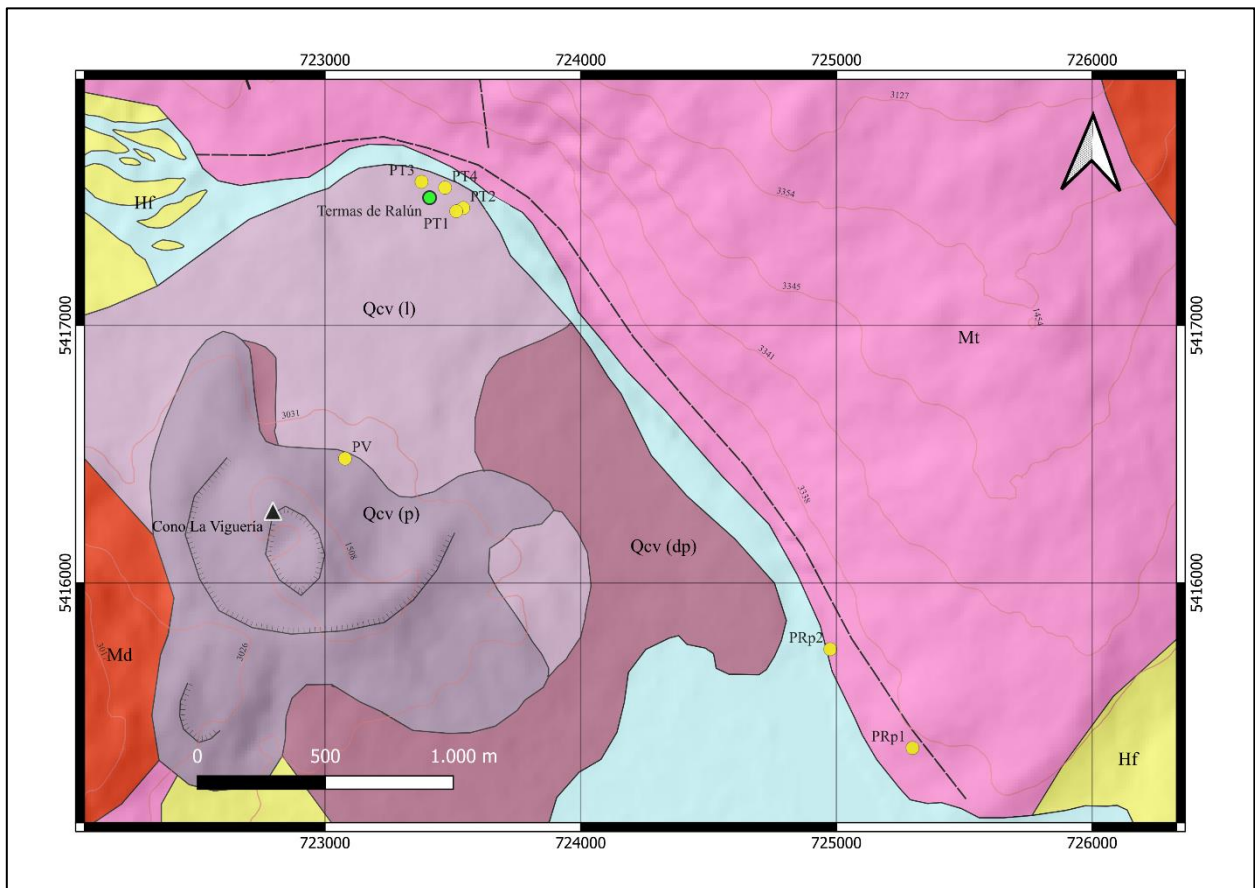 723000
724000
725000
726000
3127
PT3
PT4
3354
Hf
PT2
Termas de Ralún
PT1
Qcv (l)
3345
5417000
5417000
1454
3341
Mt
3031
PV
3338
Cono La Viguería
Qcv (p)
1508
Qcv (dp)
5416000
5416000
PRp2
3026
Md
PRp1
Hf
0
500
1.000 m
723000
724000
725000
726000